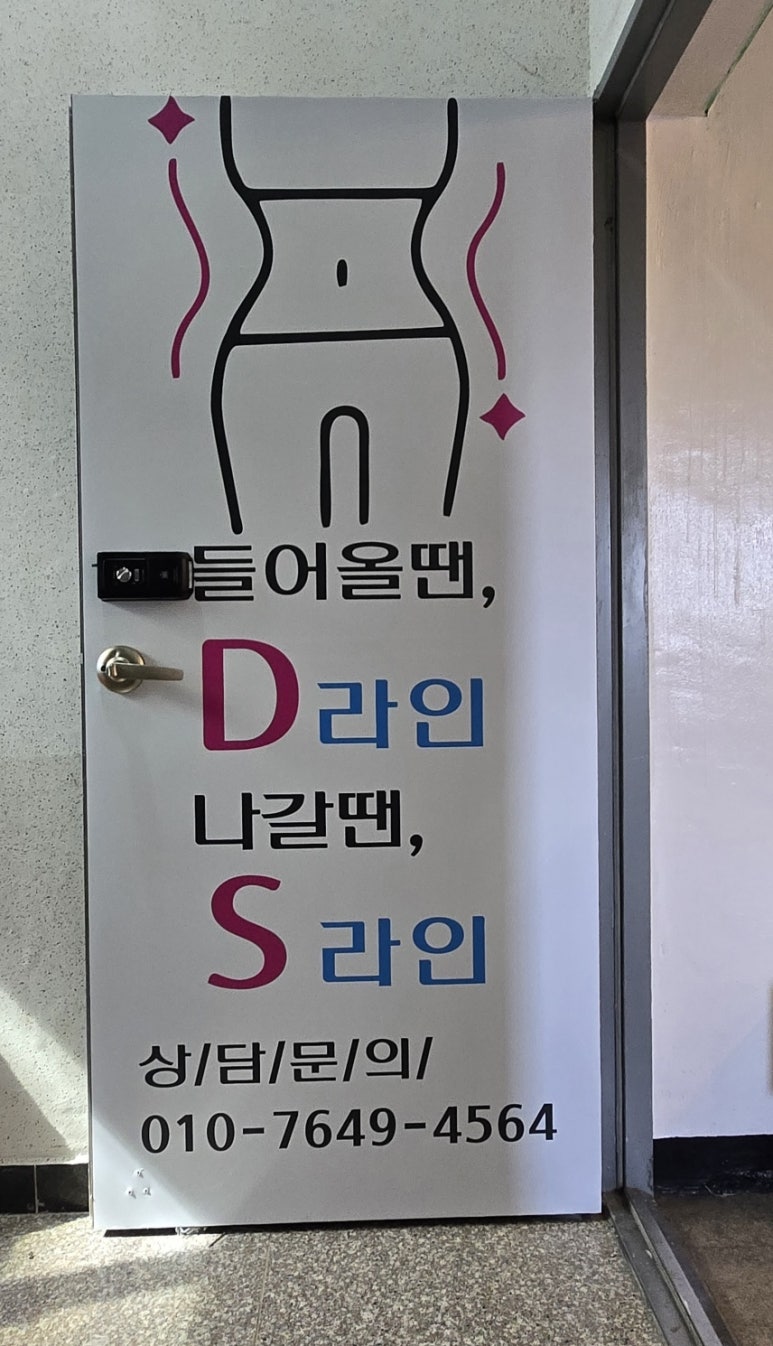 들어올땐,
D라인
나갈땐,
S라인
상/담/문/의/
010-7649-4564